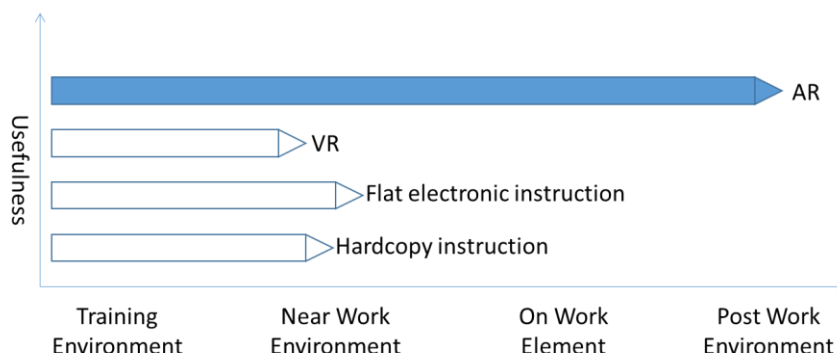 Usefulness
AR
VR
Flat electronic instruction
Hardcopy instruction
Training
Environment
Near Work
Environment
On Work
Element
Post Work
Environment